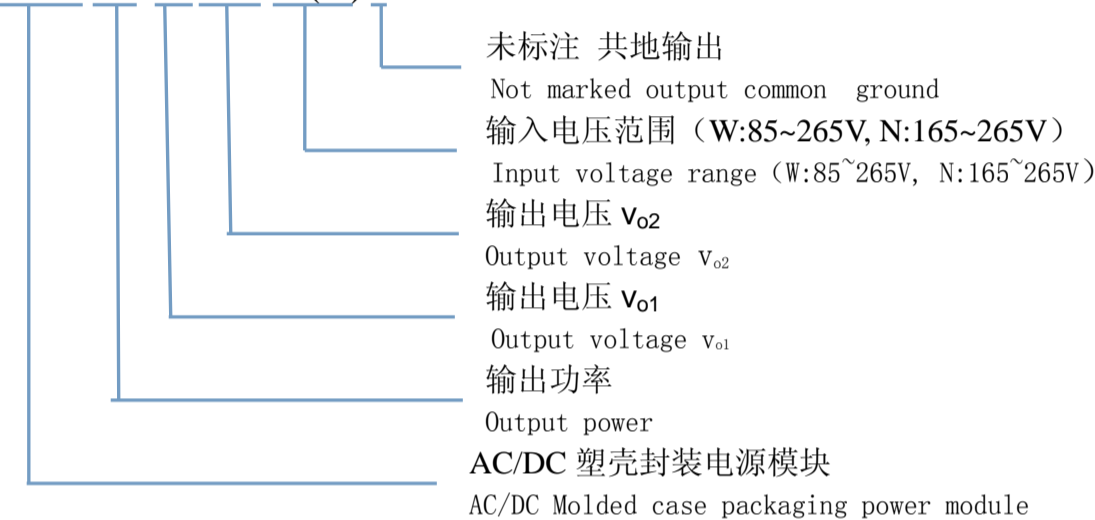 未标注 共地输出
Not marked output common ground
输入电压范围（W:85~265V, N:165~265V）
Input voltage range（W:85~265V, N:165~265V）
输出电压 Vo2
Output voltage Vo2
输出电压 Vo1
Output voltage Vo1
输出功率
Output power
AC/DC 塑壳封装电源模块
AC/DC Molded case packaging power module